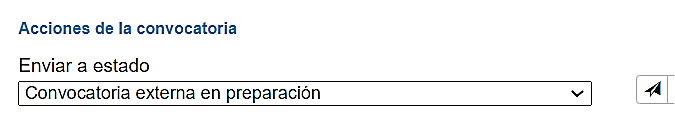 Acciones de la convocatoria
Enviar a estado
Convocatoria externa en preparación